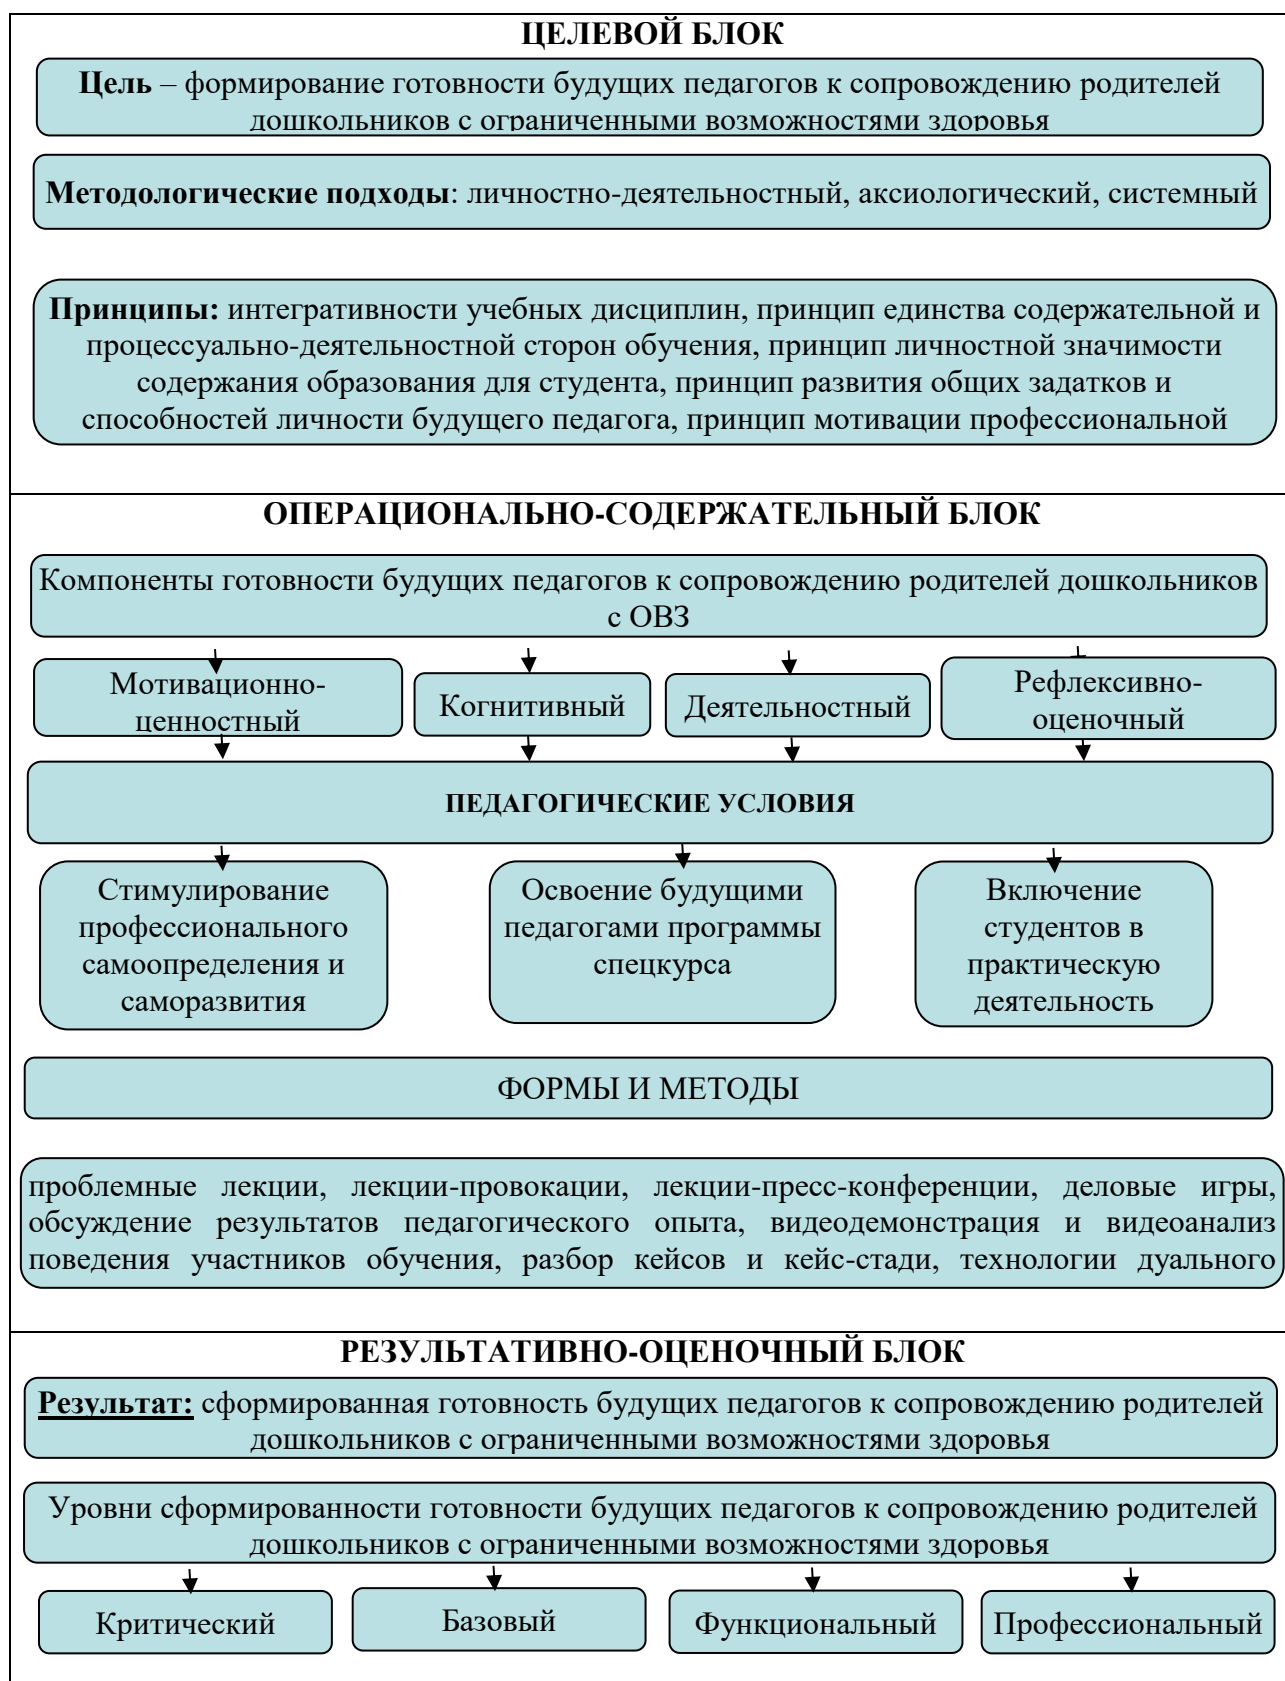 ЦЕЛЕВОЙ БЛОК
Цель – формирование готовности будущих педагогов к сопровождению родителей
дошкольников с ограниченными возможностями здоровья
Методологические подходы: личностно-деятельностный, аксиологический, системный
Принципы: интегративности учебных дисциплин, принцип единства содержательной и
процессуально-деятельностной сторон обучения, принцип личностной значимости
содержания образования для студента, принцип развития общих задатков и
способностей личности будущего педагога, принцип мотивации профессиональной
ОПЕРАЦИОНАЛЬНО-СОДЕРЖАТЕЛЬНЫЙ БЛОК
Компоненты готовности будущих педагогов к сопровождению родителей дошкольников
с ОВЗ
Мотивационно-
ценностный
Когнитивный
Деятельностный
Рефлексивно-
оценочный
ПЕДАГОГИЧЕСКИЕ УСЛОВИЯ
Стимулирование
профессионального
самоопределения и
саморазвития
Освоение будущими
педагогами программы
спецкурса
Включение
студентов в
практическую
деятельность
ФОРМЫ И МЕТОДЫ
проблемные лекции, лекции-провокации, лекции-пресс-конференции, деловые игры,
обсуждение результатов педагогического опыта, видеодемонстрация и видеоанализ
поведения участников обучения, разбор кейсов и кейс-стади, технологии дуального
РЕЗУЛЬТАТИВНО-ОЦЕНОЧНЫЙ БЛОК
Результат: сформированная готовность будущих педагогов к сопровождению родителей
дошкольников с ограниченными возможностями здоровья
Уровни сформированности готовности будущих педагогов к сопровождению родителей
дошкольников с ограниченными возможностями здоровья
Критический
Базовый
Функциональный
Профессиональный